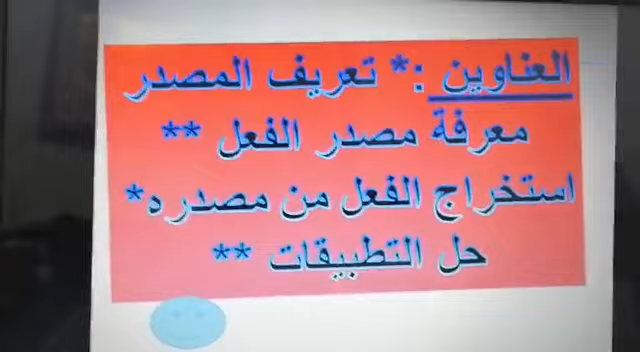 العناوين :* تعريف المصدر
معرفة مصدر الفعل **
استخراج الفعل من مصدره*
حل التطبيقات **